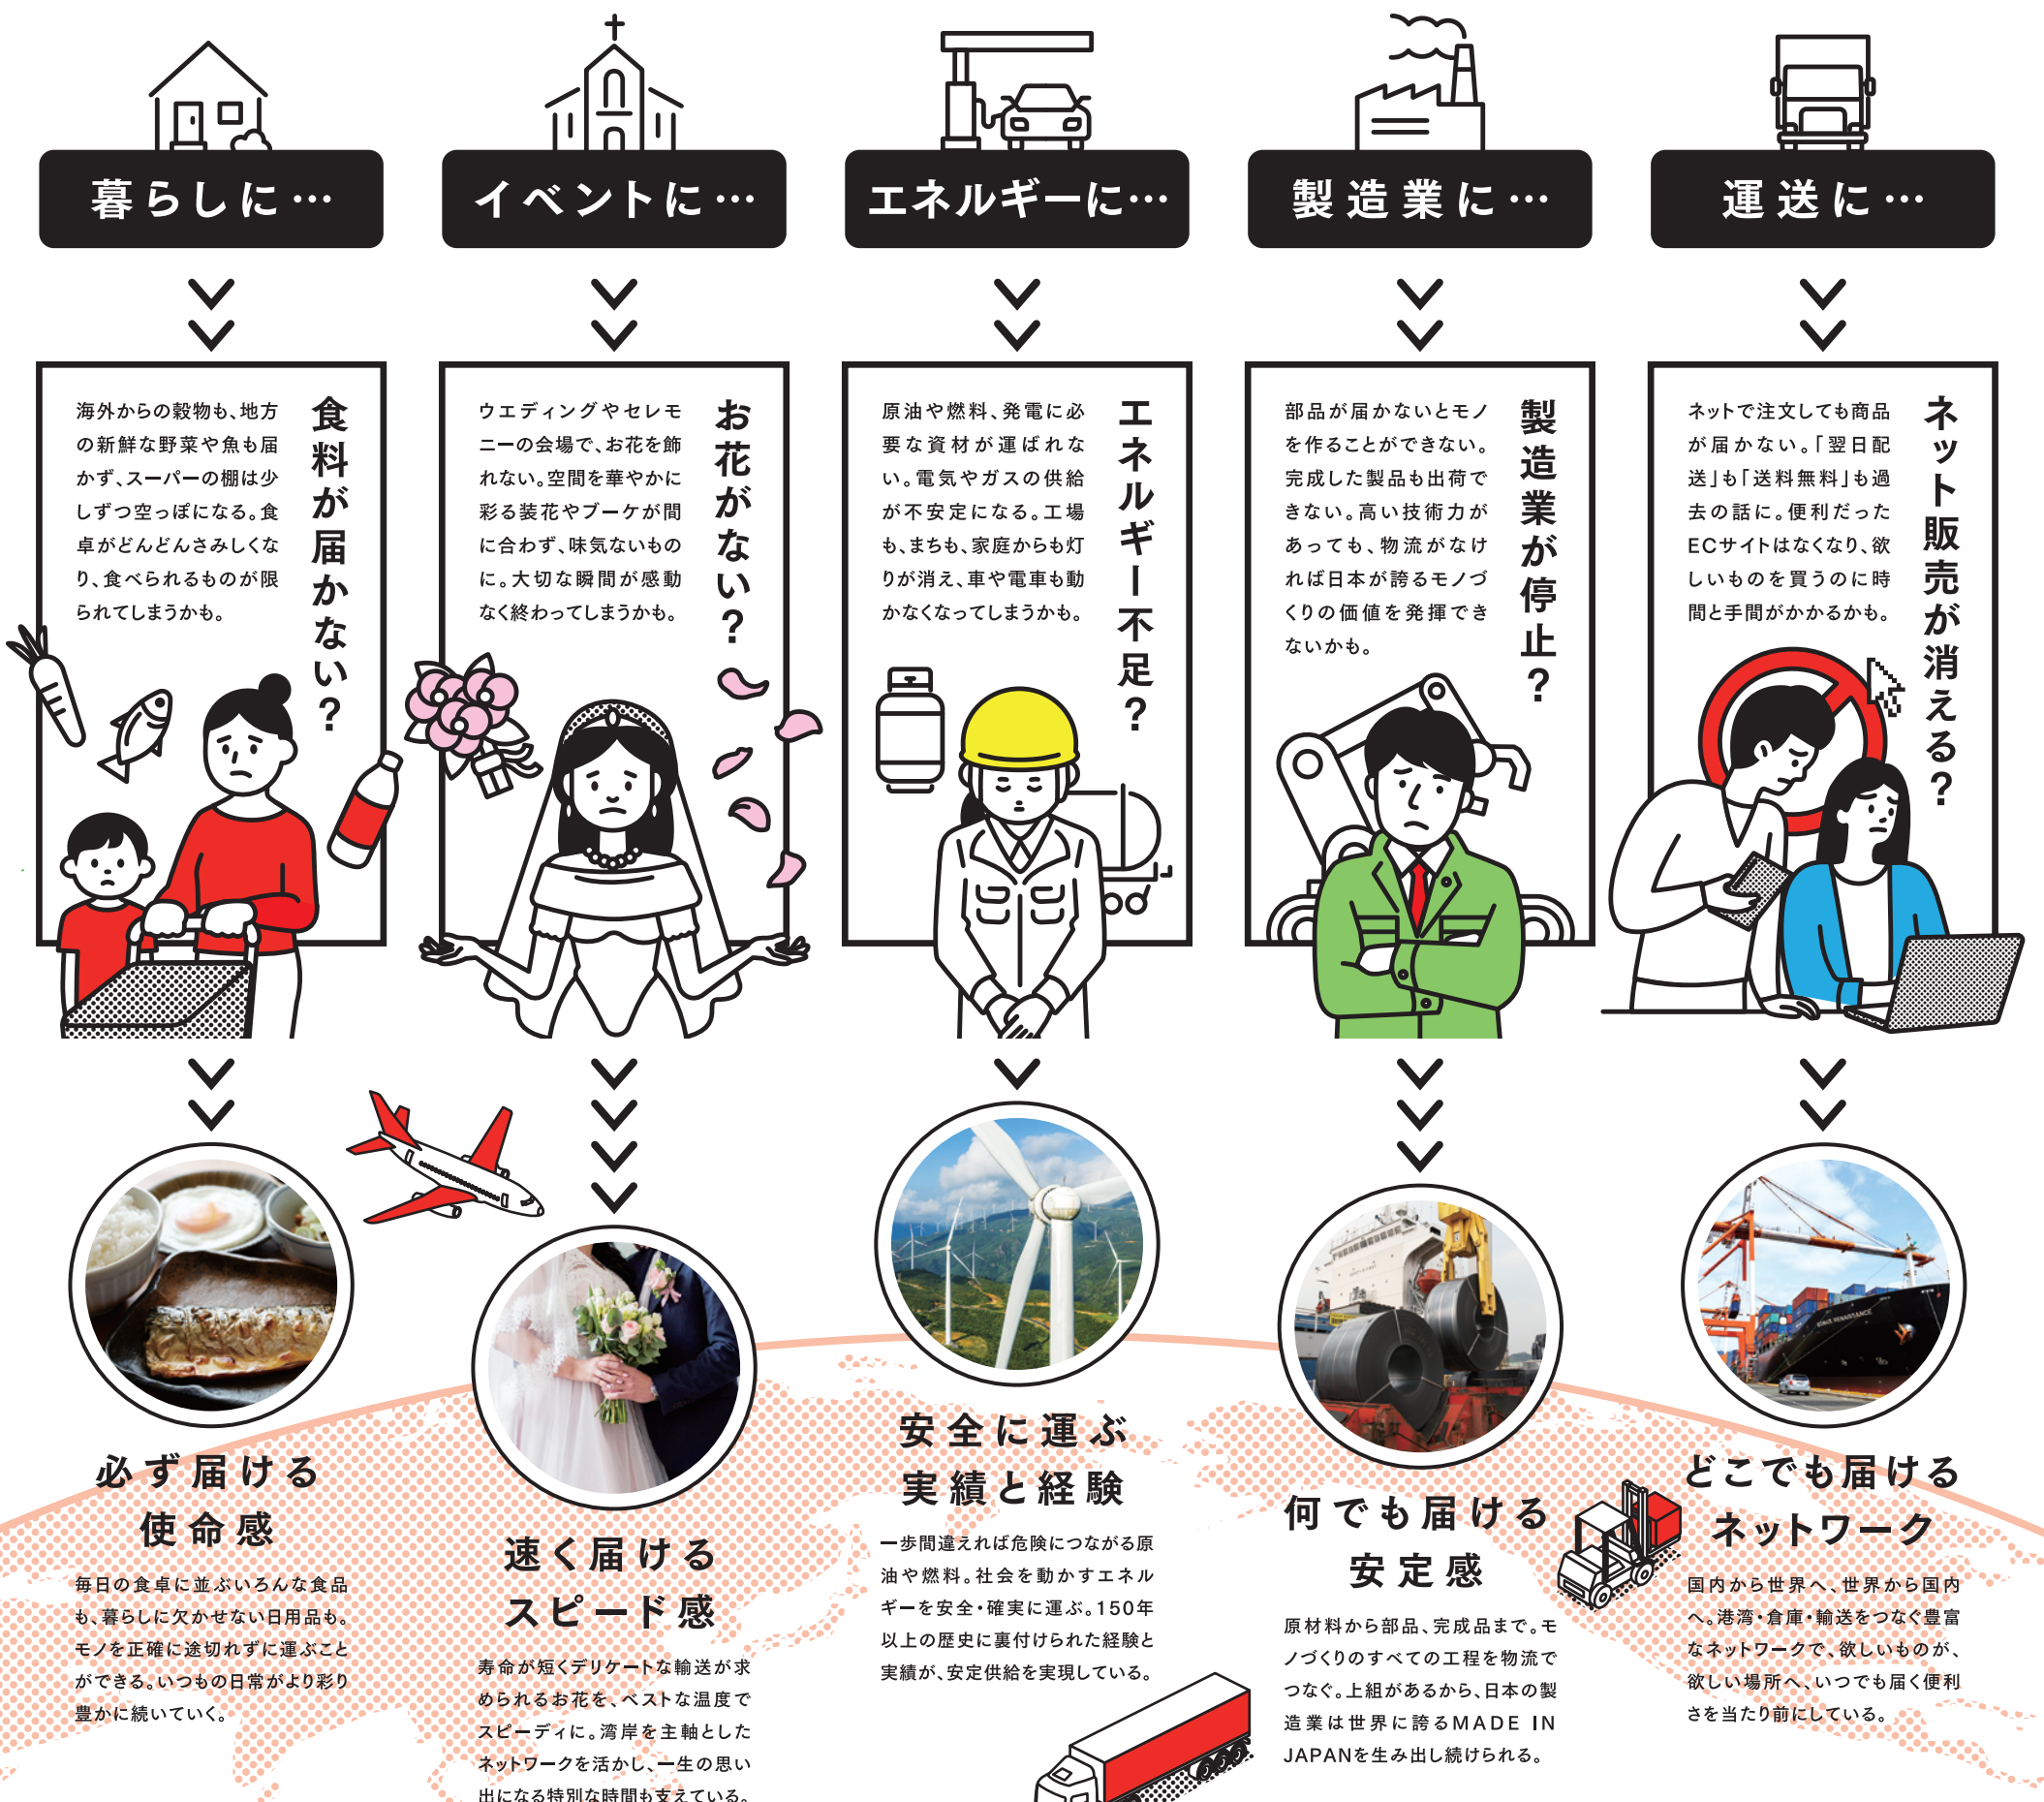 暮らしに…
イベントに…
エネルギーに…
製造業に…
運送に…
食料が届かない?
海外からの穀物も、地方
の新鮮な野菜や魚も届
かず、スーパーの棚は少
しずつ空っぽになる。食
卓がどんどんさみしくな
り、食べられるものが限
られてしまうかも。
お花がない?
ウエディングやセレモ
ニーの会場で、お花を飾
れない。空間を華やかに
彩る装花やブーケが間
に合わず、味気ないもの
に。大切な瞬間が感動
なく終わってしまうかも。
エネルギー不足?
原油や燃料、発電に必
要な資材が運ばれな
い。電気やガスの供給
が不安定になる。工場
も、まちも、家庭からも灯
りが消え、車や電車も動
かなくなってしまうかも。
製造業が停止?
部品が届かないとモノ
を作ることができない。
完成した製品も出荷で
きない。高い技術力が
あっても、物流がなけ
れば日本が誇るモノづ
くりの価値を発揮でき
ないかも。
ネット販売が消える?
ネットで注文しても商品
が届かない。「翌日配
送」も「送料無料」も過
去の話に。便利だった
ECサイトはなくなり、欲
しいものを買うのに時
間と手間がかかるかも。
必ず届ける
使命感
毎日の食卓に並ぶいろんな食品
も、暮らしに欠かせない日用品も。
モノを正確に途切れずに運ぶこと
ができる。いつもの日常がより彩り
豊かに続いていく。
速く届ける
スピード感
寿命が短くデリケートな輸送が求
められるお花を、ベストな温度で
スピーディに。湾岸を主軸とした
ネットワークを活かし、一生の思い
出になる特別な時間も支えている。
安全に運ぶ
実績と経験
一歩間違えれば危険につながる原
油や燃料。社会を動かすエネル
ギーを安全・確実に運ぶ。150年
以上の歴史に裏付けられた経験と
実績が、安定供給を実現している。
何でも届ける
安定感
原材料から部品、完成品まで。モ
ノづくりのすべての工程を物流で
つなぐ。上組があるから、日本の製
造業は世界に誇るMADE IN
JAPANを生み出し続けられる。
どこでも届ける
ネットワーク
国内から世界へ、世界から国内
へ。港湾・倉庫・輸送をつなぐ豊富
なネットワークで、欲しいものが、
欲しい場所へ、いつでも届く便利
さを当たり前にしている。